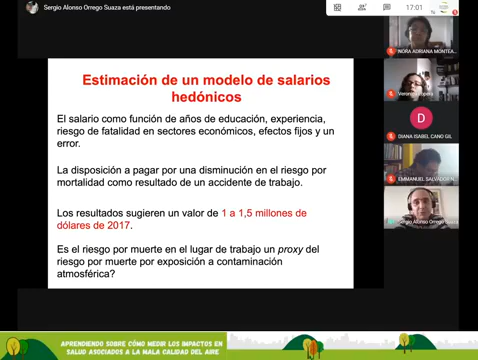 Sergio Alonso Orrego Suaza está presentando
17:01
Estimación de un modelo de salarios
hedónicos
El salario como función de años de educación, experiencia,
riesgo de fatalidad en sectores económicos, efectos fijos y un
error.
La disposición a pagar por una disminución en el riesgo por
mortalidad como resultado de un accidente de trabajo.
Los resultados sugieren un valor de 1 a 1,5 millones de
dólares de 2017.
Es el riesgo por muerte en el lugar de trabajo un proxy del
riesgo por muerte por exposición a contaminación
atmosférica?
NORA ADRIANA MONTEA...
D
DIANA ISABEL CANO GIL
EMMANUEL SALVADOR
Sergio Alonso Orrego Suaza
APRENDIENDO SOBRE CÓMO MEDIR LOS IMPACTOS EN
SALUD ASOCIADOS A LA MALA CALIDAD DEL AIRE